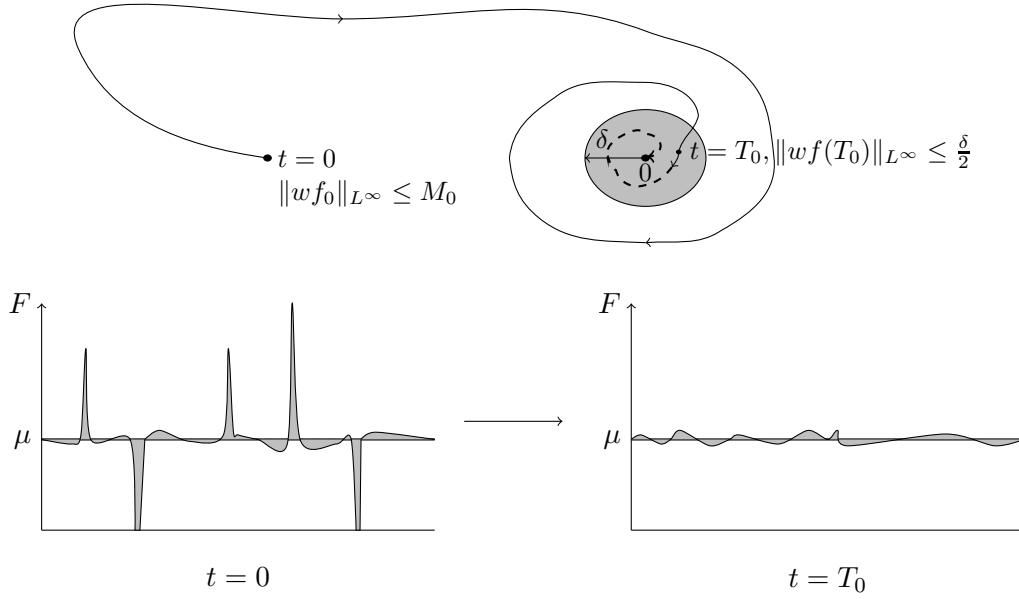 δ
0
t = 0
t = T₀, ‖wf(T₀)‖_{L^∞} ≤ δ/2
‖wf₀‖_{L^∞} ≤ M₀
F
F
μ
μ
t = 0
t = T₀